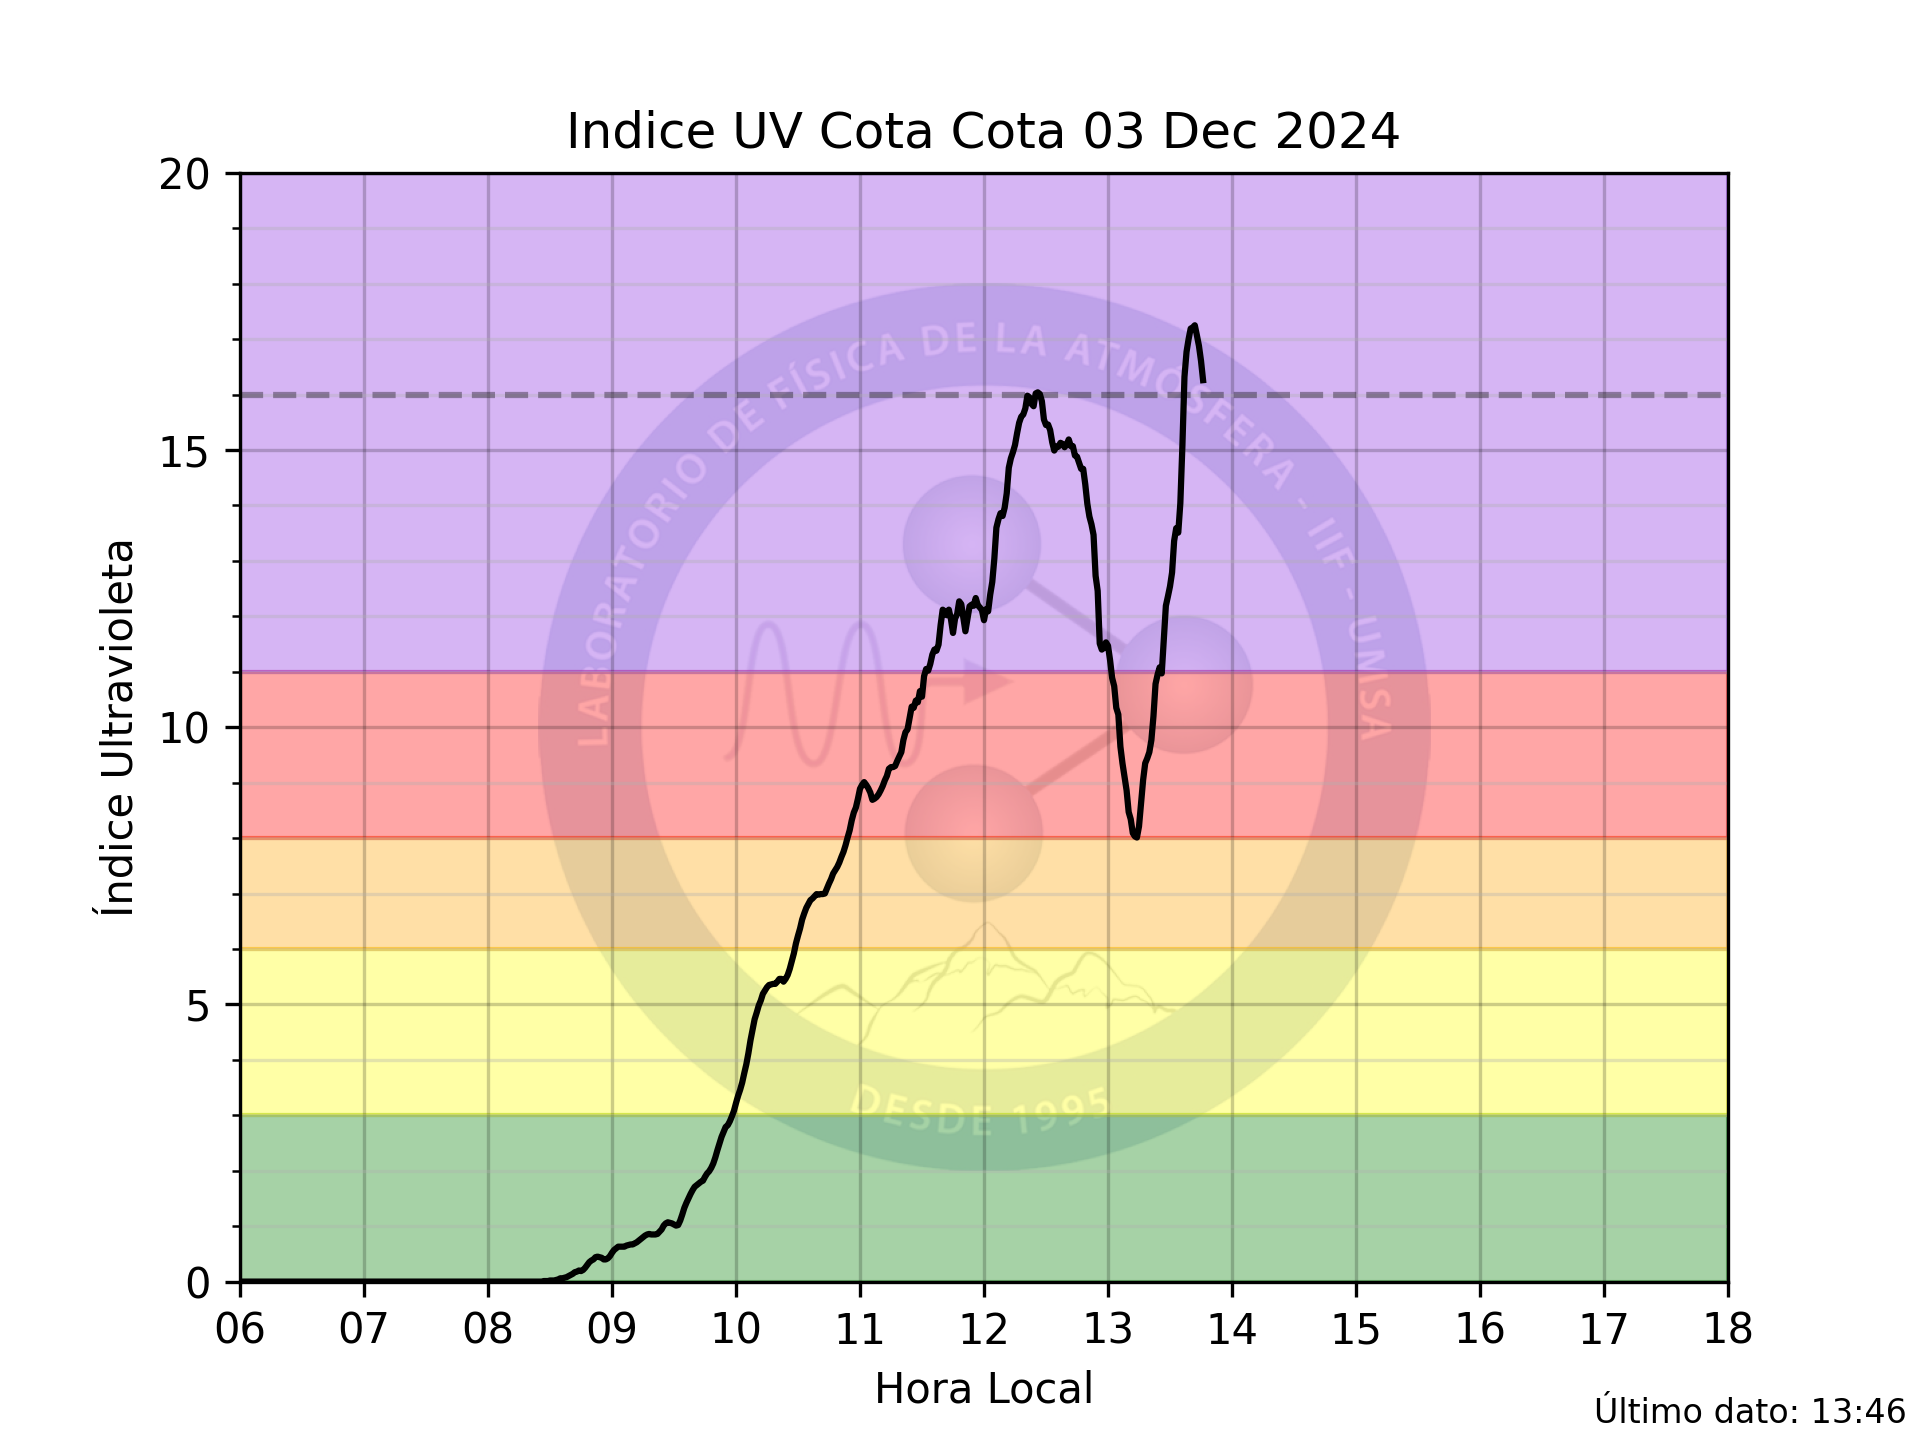 Indice UV Cota Cota 03 Dec 2024
20
15
10
5
0
Índice Ultravioleta
LABORATORIO DE FÍSICA DE LA ATMÓSFERA - IIF - UMSA
DESDE 1995
06 07 08 09 10 11 12 13 14 15 16 17 18
Hora Local
Último dato: 13:46